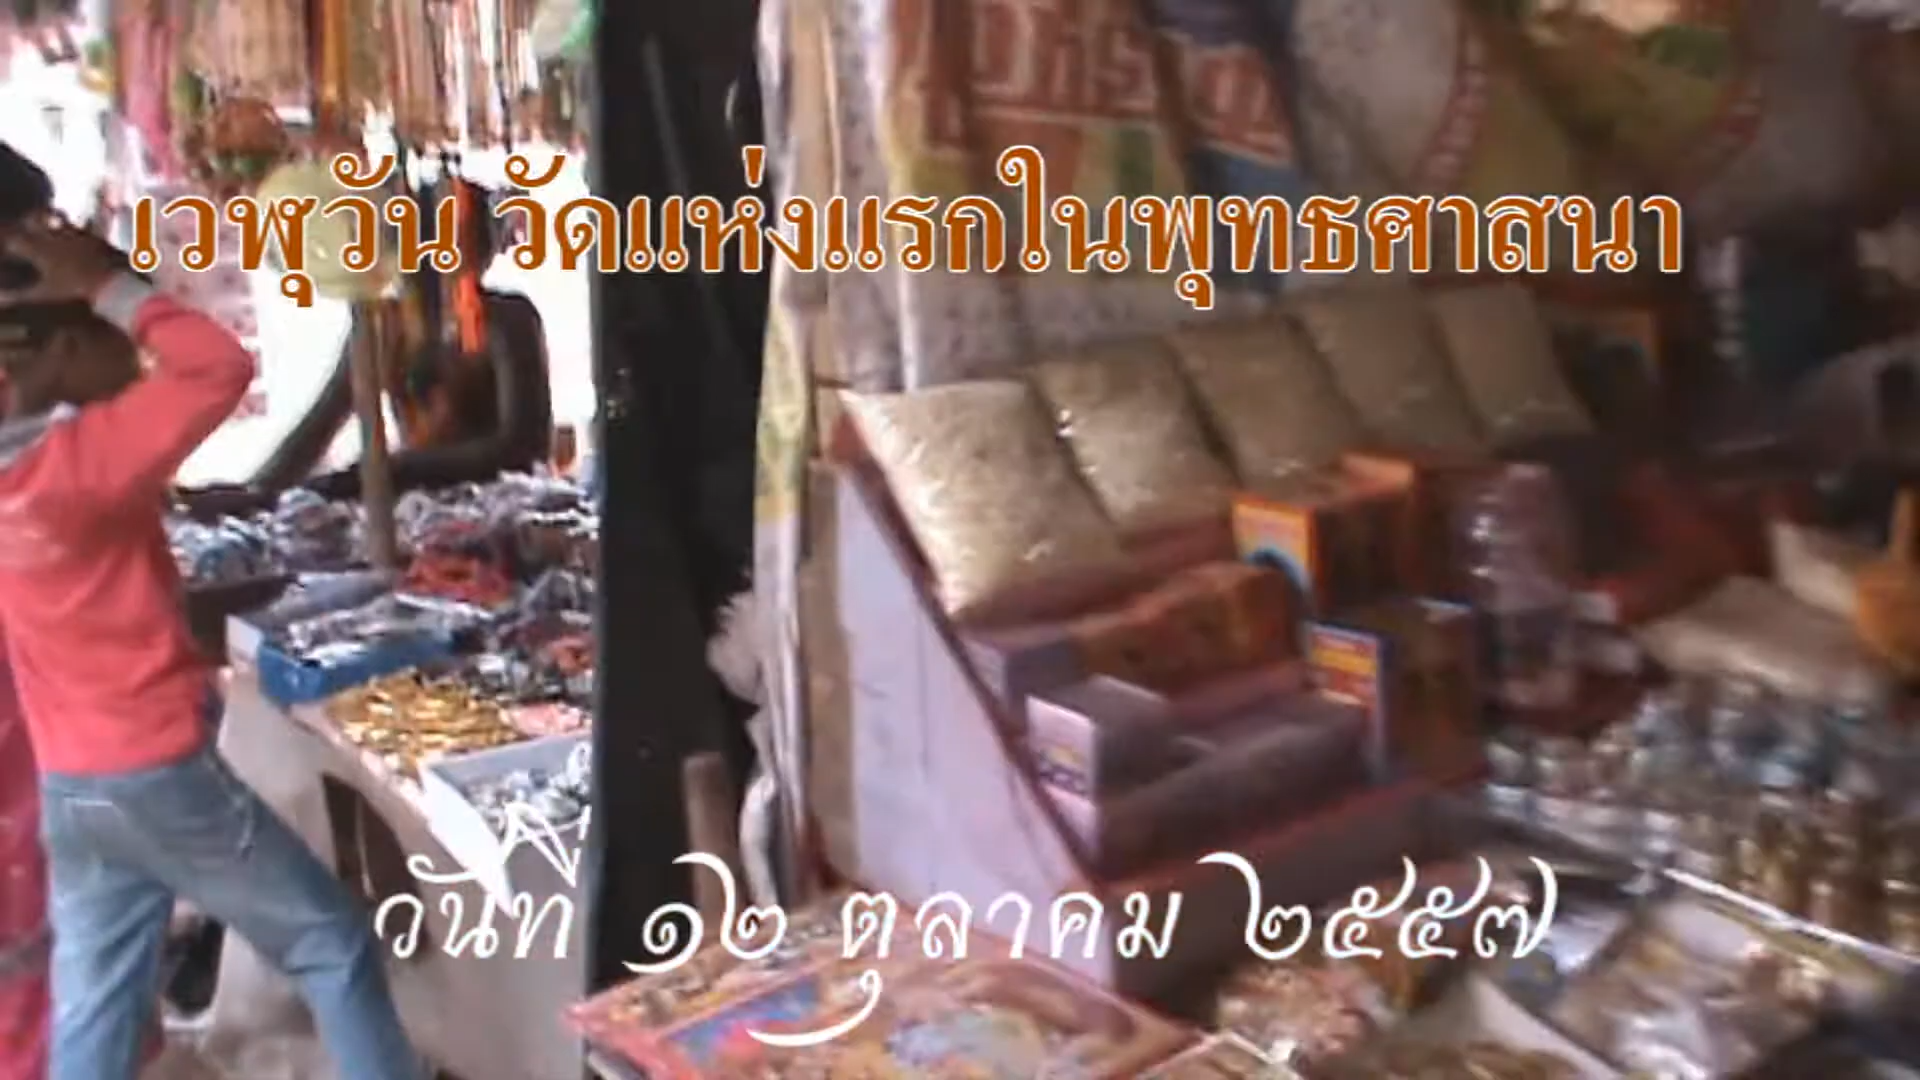 เวฬุวัน วัดแห่งแรกในพุทธศาสนา
วันที่ ๑๒ ตุลาคม ๒๕๕๗